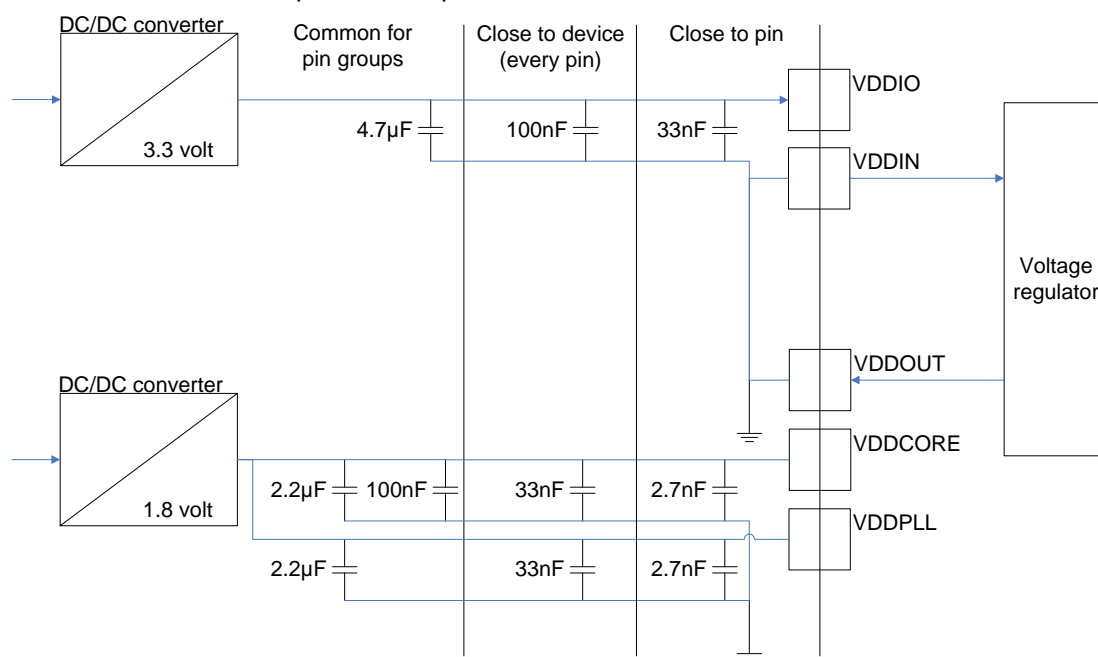 DC/DC converter
Common for
pin groups
Close to device
(every pin)
Close to pin
VDDIO
4.7µF
100nF
33nF
3.3 volt
VDDIN
Voltage
regulator
VDDOUT
DC/DC converter
VDDCORE
2.2µF
100nF
33nF
2.7nF
1.8 volt
VDDPLL
2.2µF
33nF
2.7nF